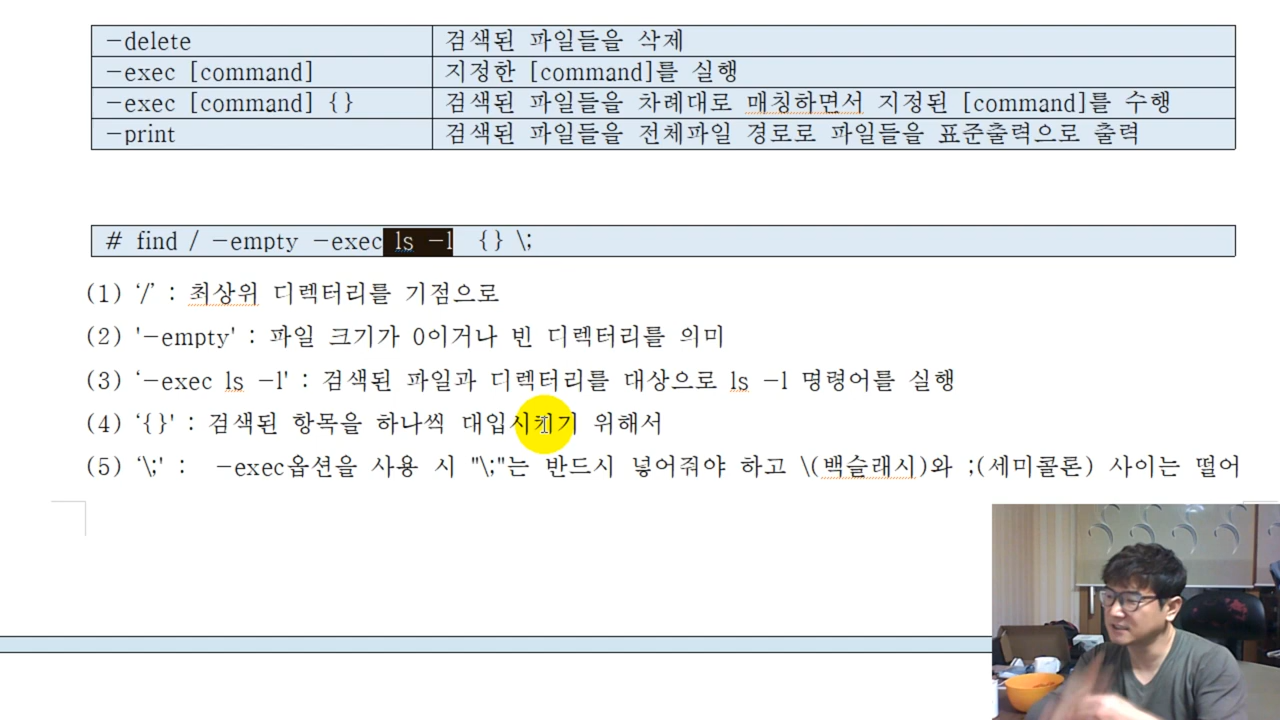 -delete 검색된 파일들을 삭제
-exec [command] 지정한 [command]를 실행
-exec [command] {} 검색된 파일들을 차례대로 매칭하면서 지정된 [command]를 수행
-print 검색된 파일들을 전체파일 경로로 파일들을 표준출력으로 출력
# find / -empty -exec ls -l {} \;
(1) ‘/’ : 최상위 디렉터리를 기점으로
(2) '-empty' : 파일 크기가 0이거나 빈 디렉터리를 의미
(3) ‘-exec ls -l' : 검색된 파일과 디렉터리를 대상으로 ls -l 명령어를 실행
(4) ‘{}' : 검색된 항목을 하나씩 대입시키기 위해서
(5) ‘\;' : -exec옵션을 사용 시 "\;"는 반드시 넣어줘야 하고 \(백슬래시)와 ;(세미콜론) 사이는 떨어